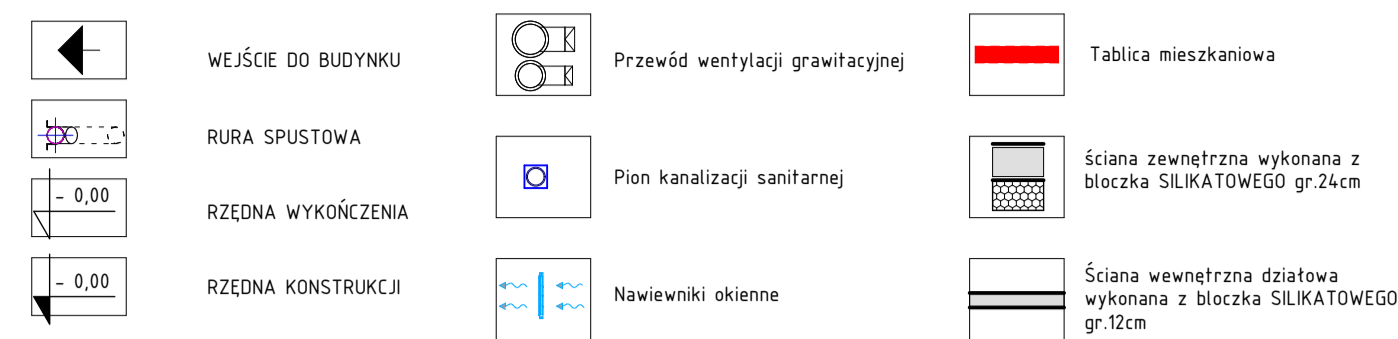 WEJŚCIE DO BUDYNKU
RURA SPUSTOWA
- 0,00
RZĘDNA WYKOŃCZENIA
- 0,00
RZĘDNA KONSTRUKCJI
Przewód wentylacji grawitacyjnej
Pion kanalizacji sanitarnej
Nawiewniki okienne
Tablica mieszkaniowa
ściana zewnętrzna wykonana z
bloczka SILIKATOWEGO gr.24cm
Ściana wewnętrzna działowa
wykonana z bloczka SILIKATOWEGO
gr.12cm